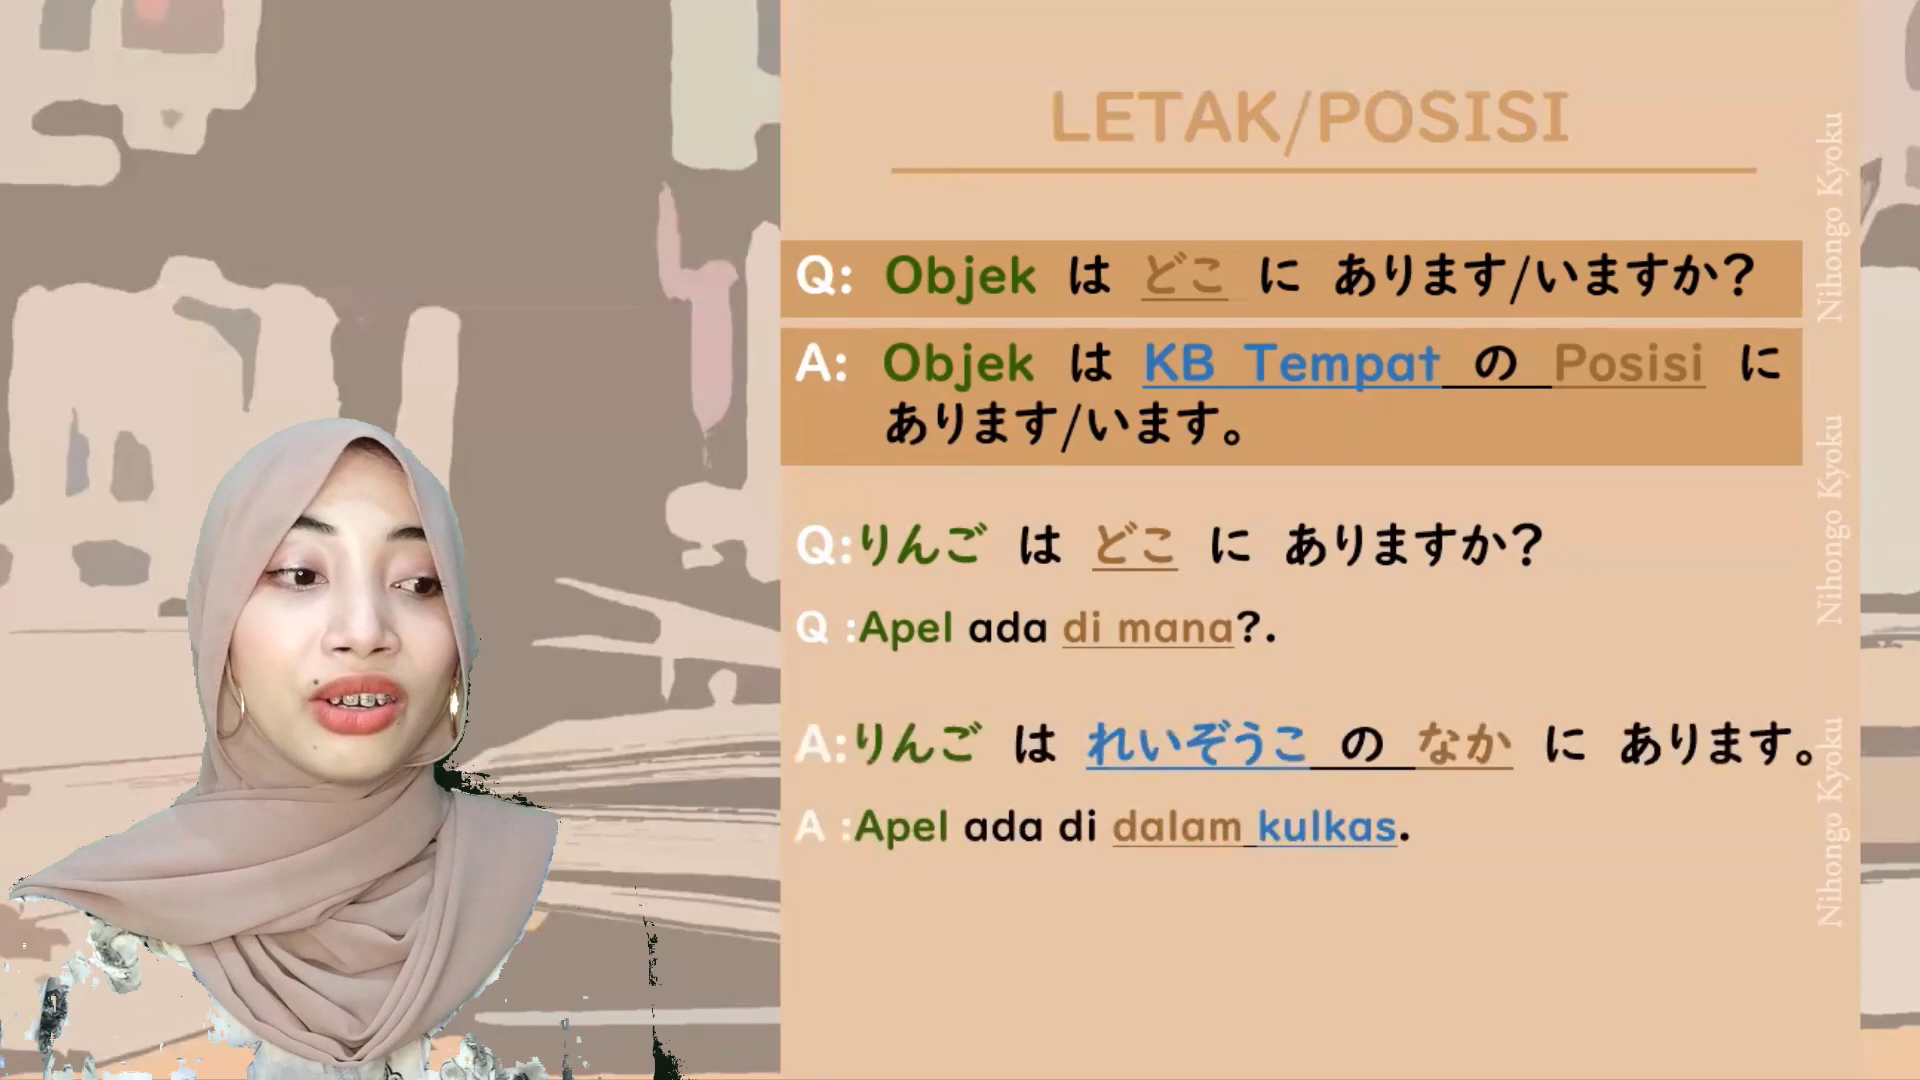 LETAK/POSISI
Q: Objek は どこ に あります/いますか?
A: Objek は KB Tempat の Posisi に
あります/います。
Q:りんご は どこ に ありますか?
Q :Apel ada di mana?.
A:りんご は れいぞうこ の なか に あります。
A :Apel ada di dalam kulkas.
Nihongo Kyoku
Nihongo Kyoku
Nihongo Kyoku